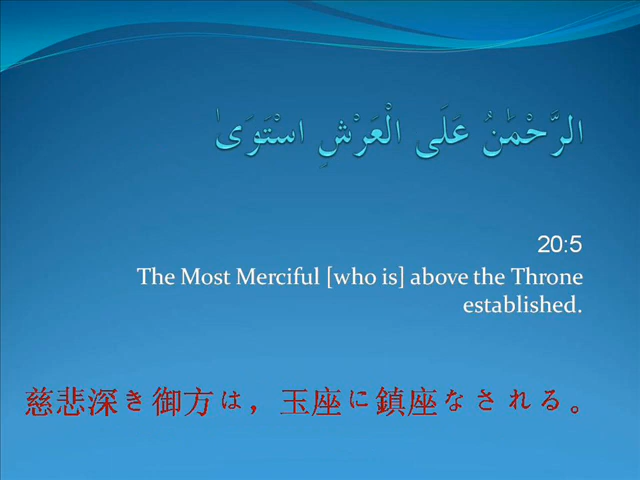 الرَّحْمَٰنُ عَلَى الْعَرْشِ اسْتَوَىٰ
20:5
The Most Merciful [who is] above the Throne
established.
慈悲深き御方は，玉座に鎮座なされる。